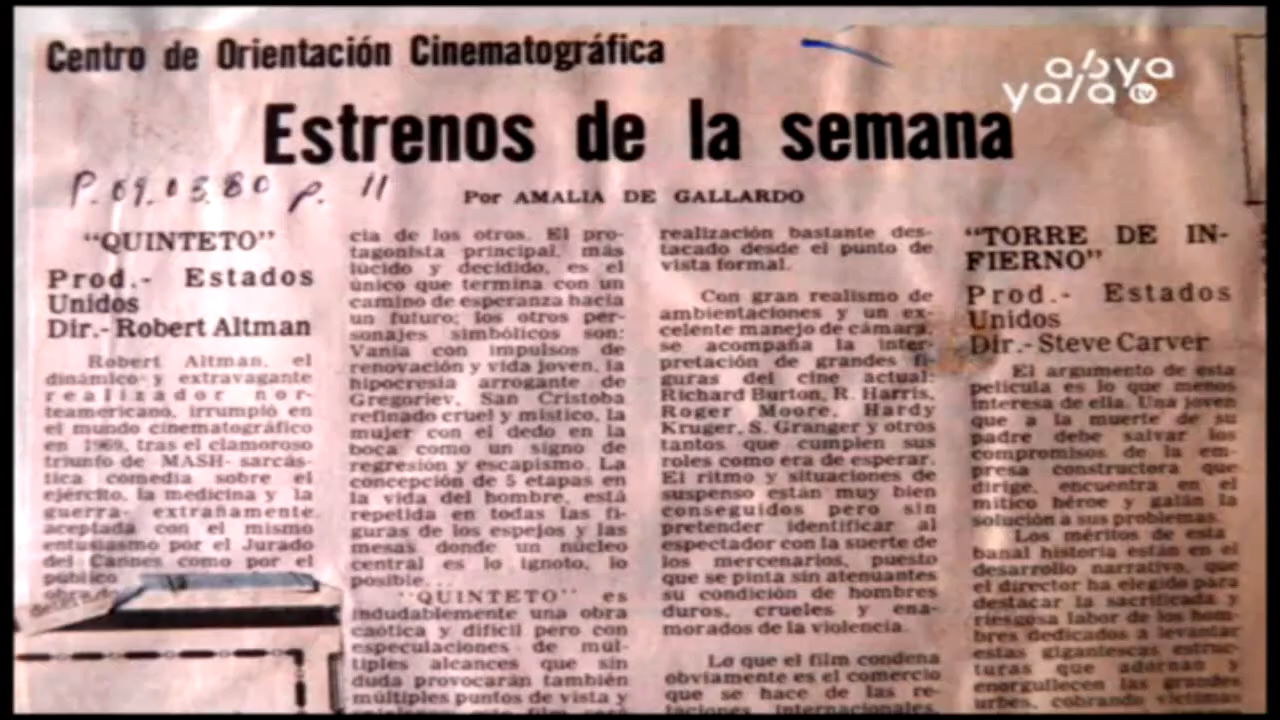 Centro de Orientación Cinematográfica
abya
yala tv
Estrenos de la semana
P. 09.03.80 p. 11
Por AMALIA DE GALLARDO
"QUINTETO"
Prod.- Estados
Unidos
Dir.- Robert Altman
Robert Altman, el
dinámico y extravagante
realizador nor-
teamericano, irrumpió en
el mundo cinematográfico
en 1969, tras el clamoroso
triunfo de MASH- sarcás-
tica comedia sobre el
ejército, la medicina y la
guerra- extrañamente
aceptada con el mismo
entusiasmo por el Jurado
del Cannes como por el
público
cia de los otros. El pro-
tagonista principal, más
lúcido y decidido, es el
único que termina con un
camino de esperanza hacia
un futuro; los otros per-
sonajes simbólicos son:
Vania con impulsos de
renovación y vida joven, la
hipocresia arrogante de
Gregoriev, San Cristoba
refinado cruel y místico, la
mujer con el dedo en la
boca como un signo de
regresión y escapismo. La
concepción de 5 etapas en
la vida del hombre, está
repetida en todas las fi-
guras de los espejos y las
mesas donde un núcleo
central es lo ignoto, lo
posible...
"QUINTETO" es
indudablemente una obra
caótica y difícil pero con
especulaciones de múl-
tiples alcances que sin
duda provocarán también
múltiples puntos de vista y
realización bastante des-
tacado desde el punto de
vista formal.
Con gran realismo de
ambientaciones y un ex-
celente manejo de cámara,
se acompaña la inter-
pretación de grandes fi-
guras del cine actual:
Richard Burton, R. Harris,
Roger Moore, Hardy
Kruger, S. Granger y otros
tantos que cumplen sus
roles como era de esperar.
El ritmo y situaciones de
suspenso están muy bien
conseguidos pero sin
pretender identificar al
espectador con la suerte de
los mercenarios, puesto
que se pinta sin atenuantes
su condición de hombres
duros, crueles y ena-
morados de la violencia.
Lo que el film condena
obviamente es el comercio
que se hace de las re-
laciones internacionales,
"TORRE DE IN-
FIERNO"
Prod.- Estados
Unidos
Dir.- Steve Carver
El argumento de esta
película es lo que menos
interesa de ella. Una joven
que a la muerte de su
padre debe salvar los
compromisos de la em-
presa constructora que
dirige, encuentra en el
mítico héroe y galán la
solución a sus problemas.
Los méritos de esta
banal historia están en el
desarrollo narrativo, que
el director ha elegido para
destacar la sacrificada y
riesgosa labor de los hom-
bres dedicados a levantar
estas gigantescas estruc-
turas que adornan y
enorgullecen las grandes
urbes, cobrando víctimas